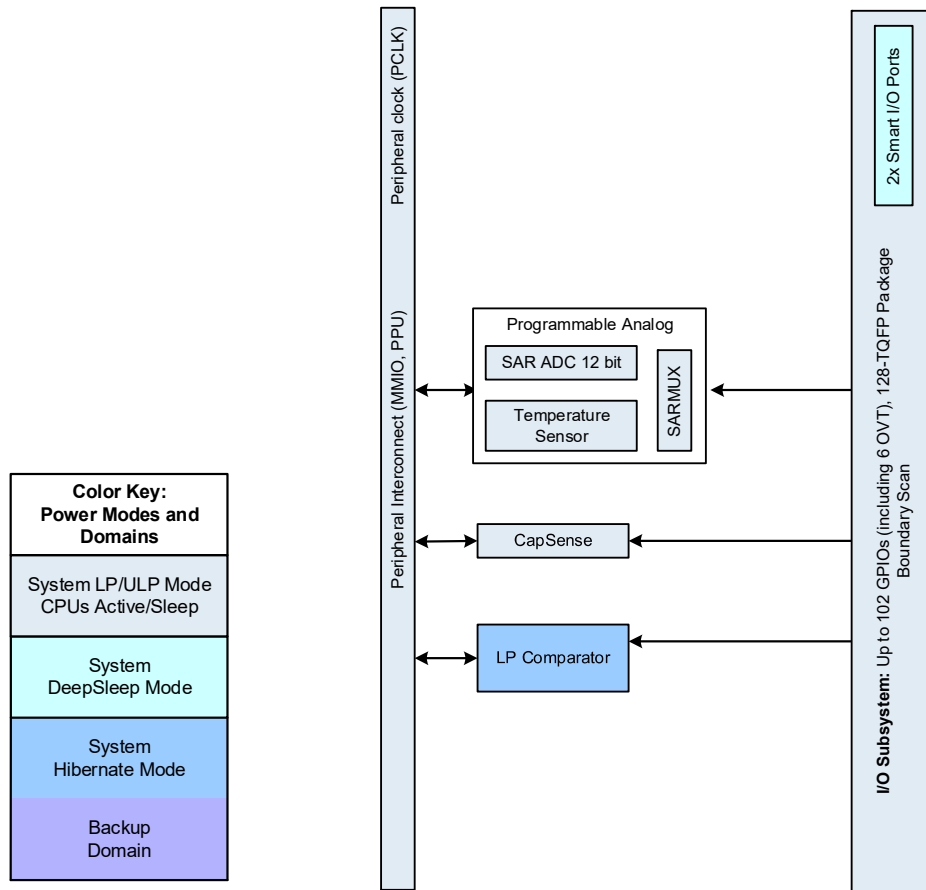 Peripheral clock (PCLK)
Peripheral Interconnect (MMIO, PPU)
Programmable Analog
SAR ADC 12 bit
Temperature
Sensor
SARMUX
CapSense
LP Comparator
2x Smart I/O Ports
I/O Subsystem: Up to 102 GPIOs (including 6 OVT), 128-TQFP Package
Boundary Scan
Color Key:
Power Modes and
Domains
System LP/ULP Mode
CPUs Active/Sleep
System
DeepSleep Mode
System
Hibernate Mode
Backup
Domain